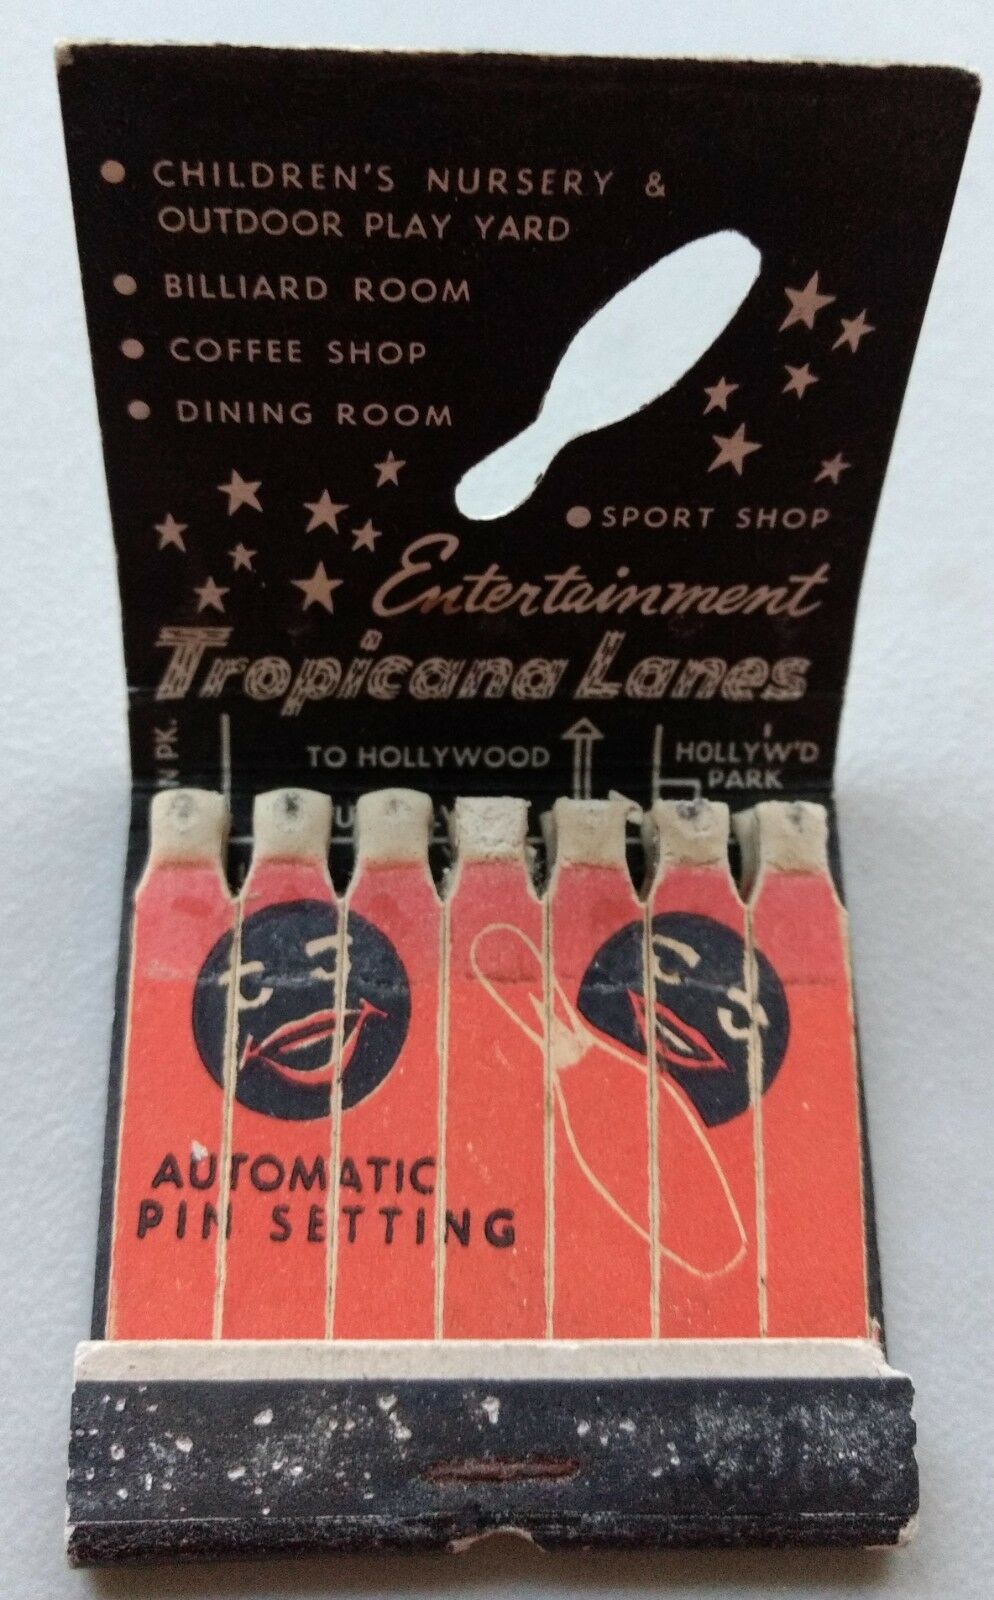 • CHILDREN'S NURSERY &
OUTDOOR PLAY YARD
• BILLIARD ROOM
• COFFEE SHOP
• DINING ROOM
• SPORT SHOP
Entertainment
Tropicana Lanes
PK.
TO HOLLYWOOD
HOLLYW'D
PARK
AUTOMATIC
PIN SETTING